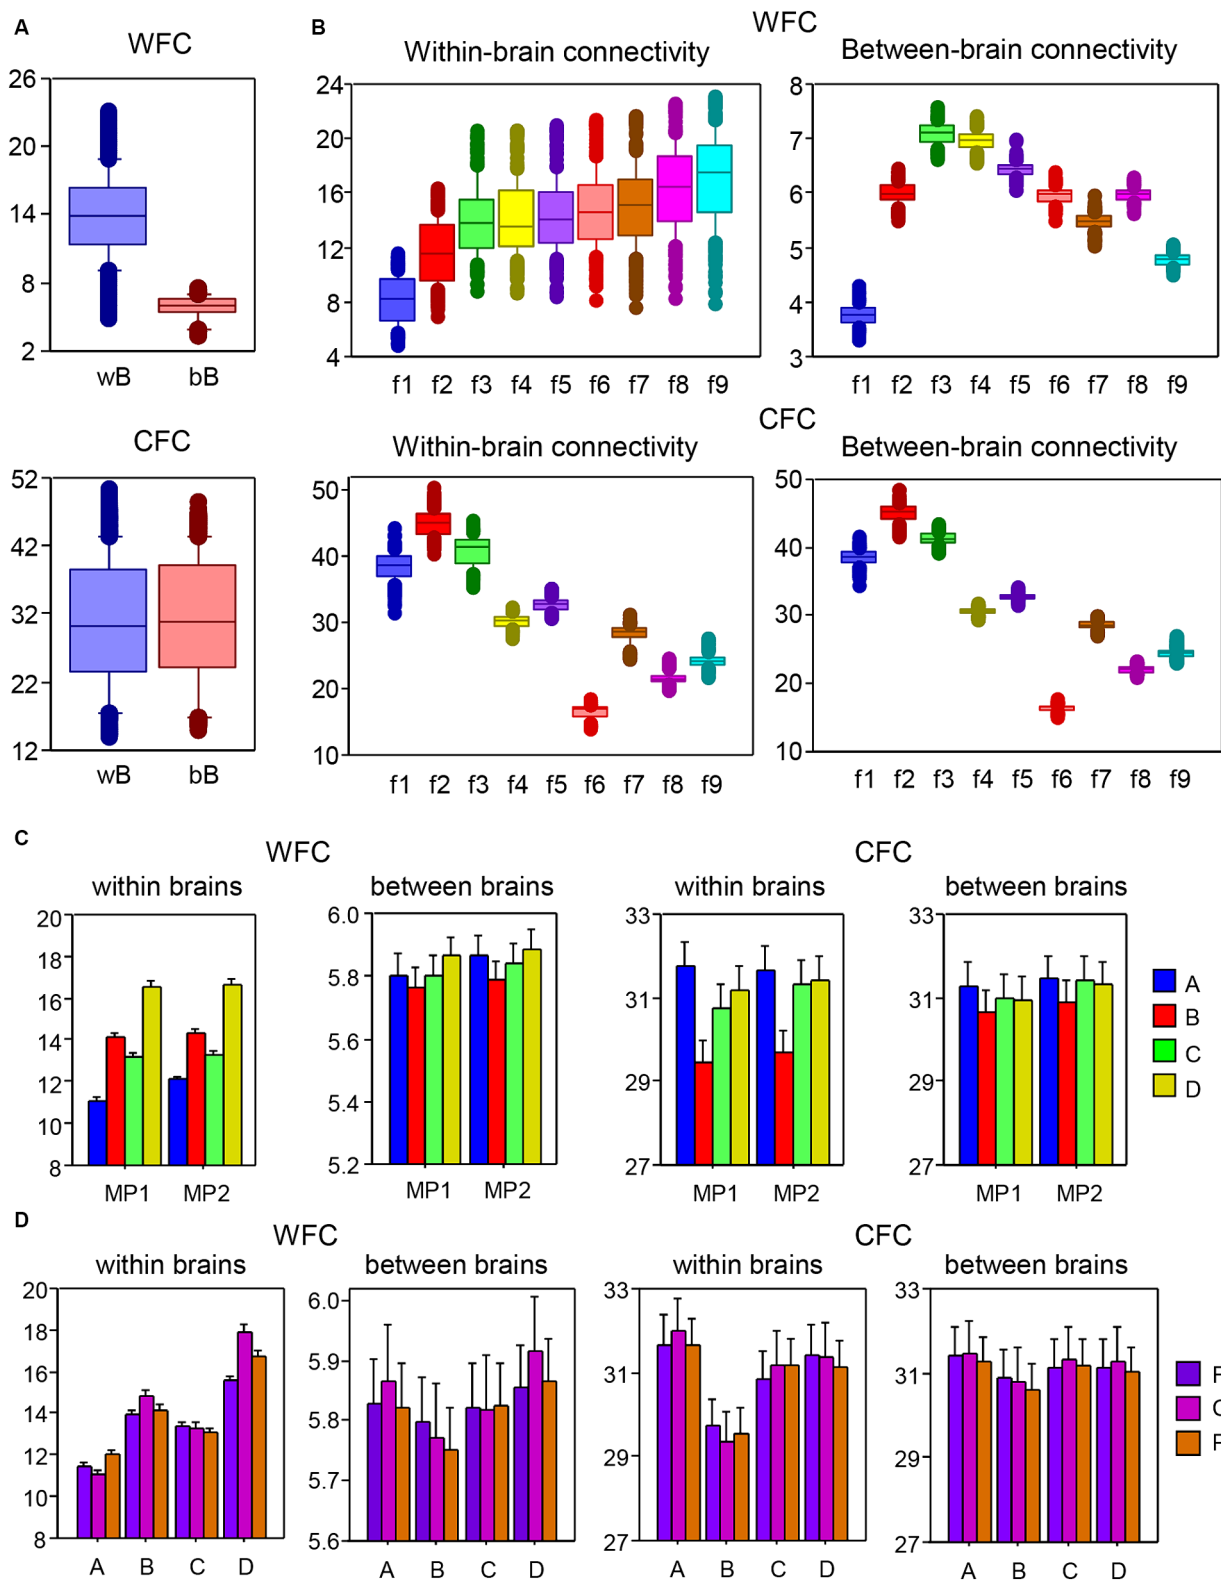 A
B
WFC
WFC
Within-brain connectivity
Between-brain connectivity
26
20
14
8
2
wB bB
24
20
16
12
8
4
f1 f2 f3 f4 f5 f6 f7 f8 f9
8
7
6
5
4
3
f1 f2 f3 f4 f5 f6 f7 f8 f9
CFC
CFC
Within-brain connectivity
Between-brain connectivity
52
42
32
22
12
wB bB
50
40
30
20
10
f1 f2 f3 f4 f5 f6 f7 f8 f9
50
40
30
20
10
f1 f2 f3 f4 f5 f6 f7 f8 f9
C
WFC
CFC
within brains
between brains
within brains
between brains
20
16
14
12
10
8
MP1 MP2
6.0
5.8
5.6
5.4
5.2
MP1 MP2
33
31
29
27
MP1 MP2
33
31
29
27
MP1 MP2
A
B
C
D
D
WFC
CFC
within brains
between brains
within brains
between brains
20
18
16
14
12
10
8
A B C D
6.0
5.9
5.8
5.7
5.6
A B C D
33
31
29
27
A B C D
33
31
29
27
A B C D